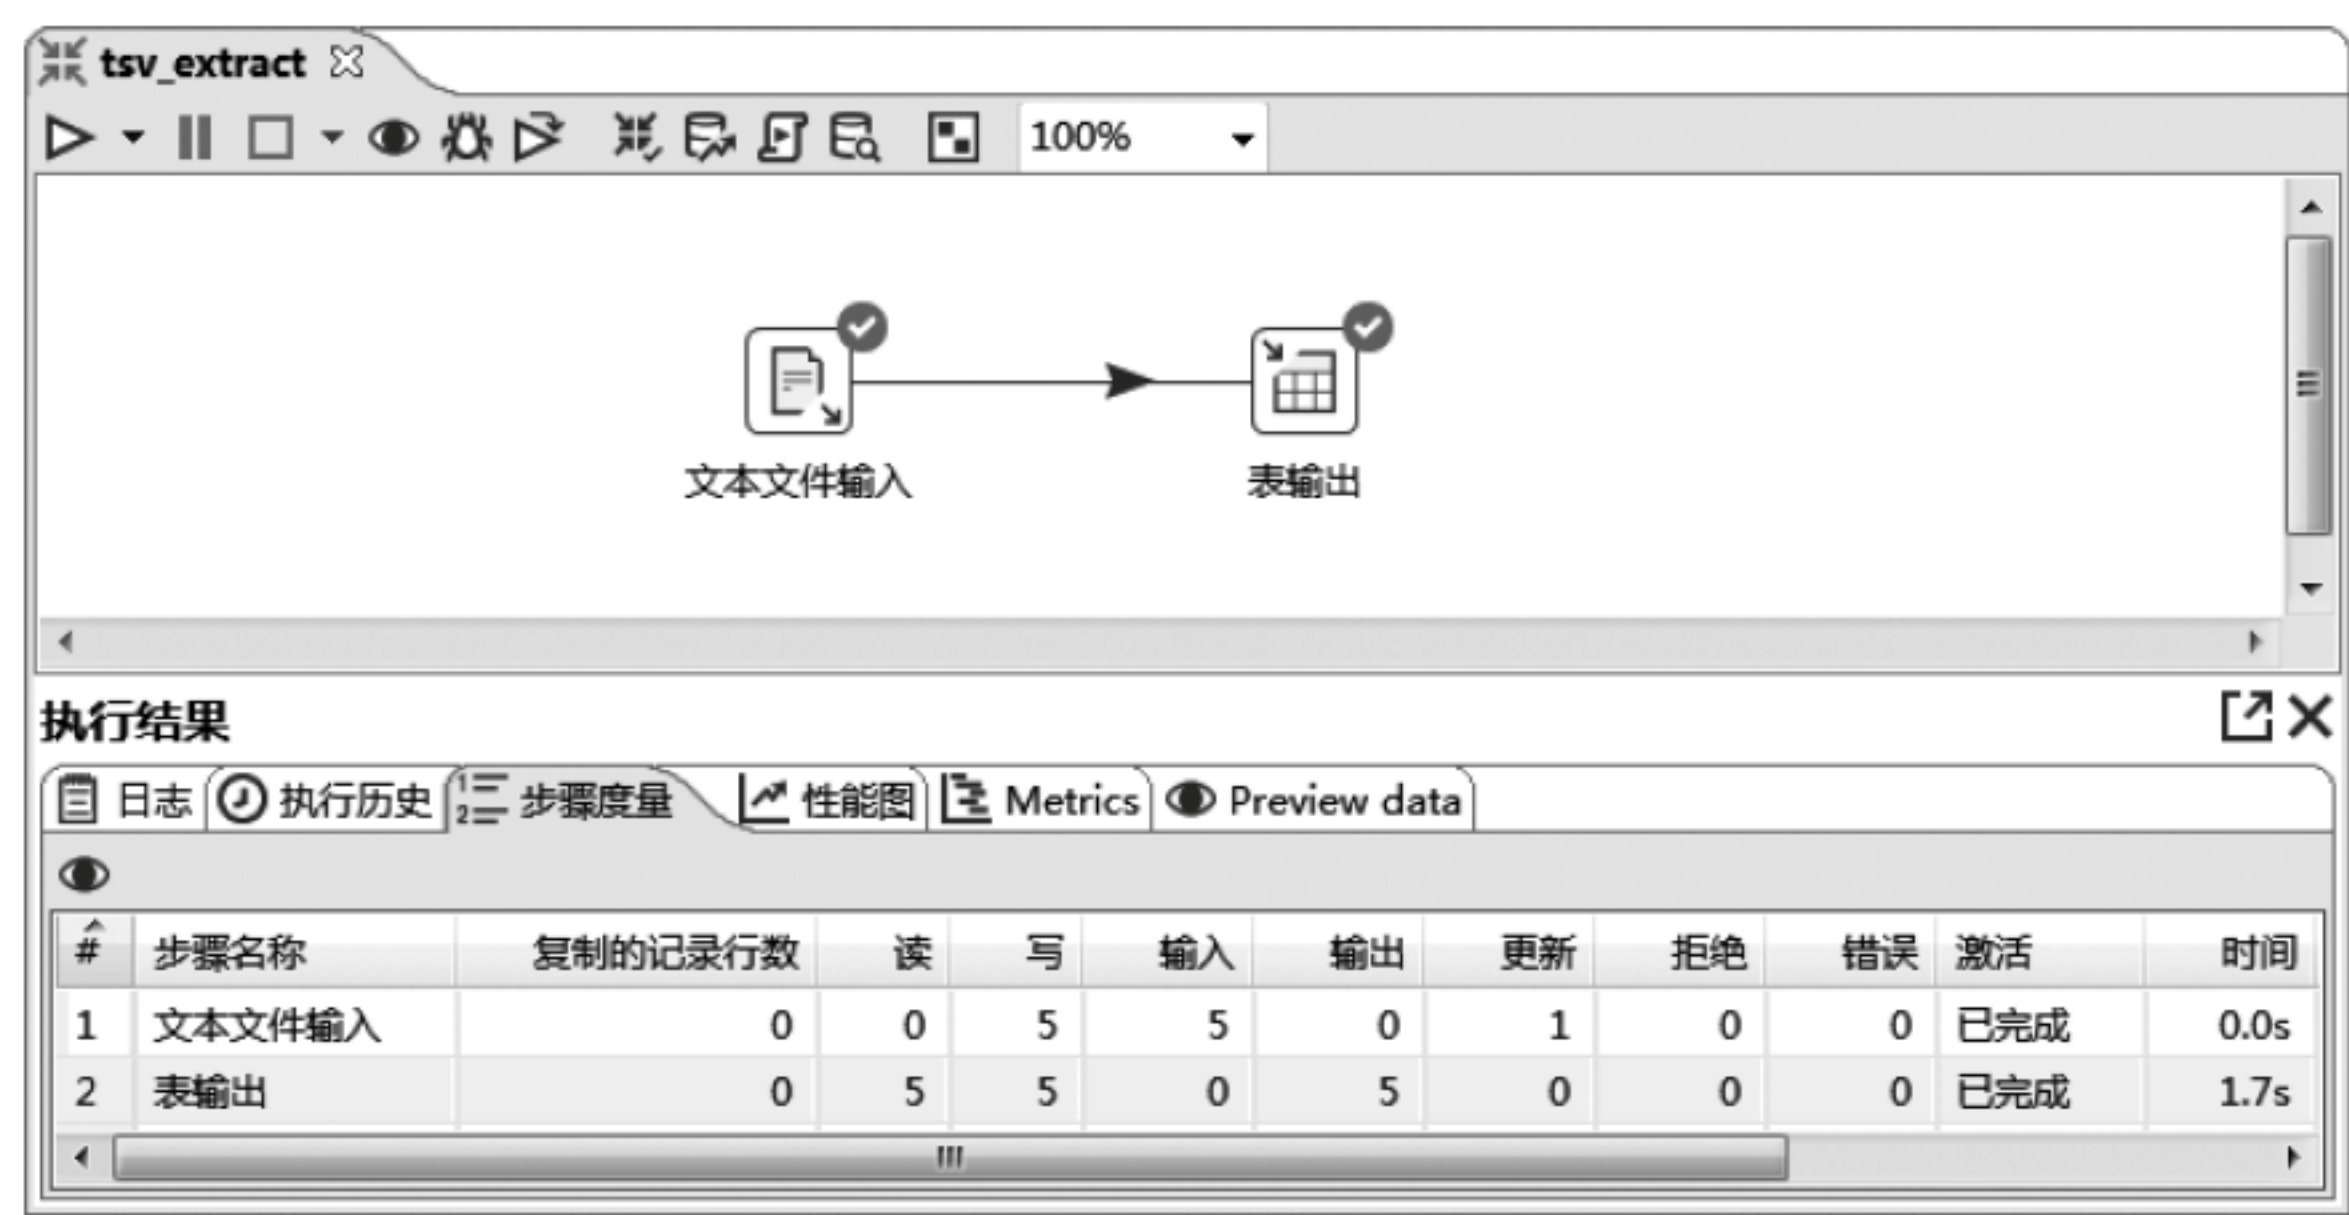 tsv_extract
100%
文本文件输入 表输出
执行结果
日志 执行历史 步骤度量 性能图 Metrics Preview data
# 步骤名称 复制的记录行数 读 写 输入 输出 更新 拒绝 错误 激活 时间
1 文本文件输入 0 0 5 5 0 1 0 0 已完成 0.0s
2 表输出 0 5 5 0 5 0 0 0 已完成 1.7s